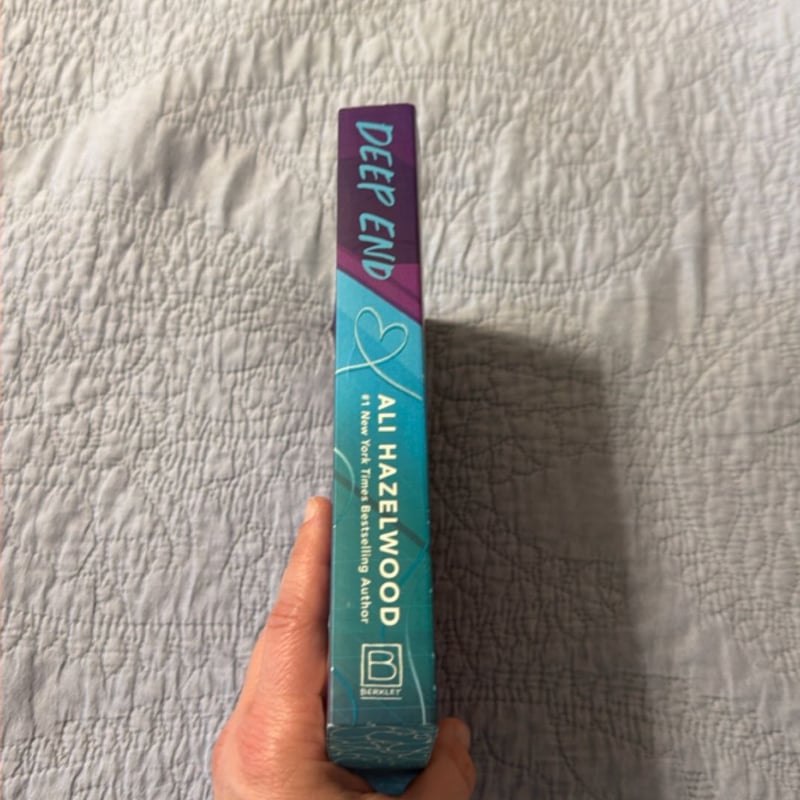 DEEP END
ALI HAZELWOOD
#1 New York Times Bestselling Author
B
BERKLEY